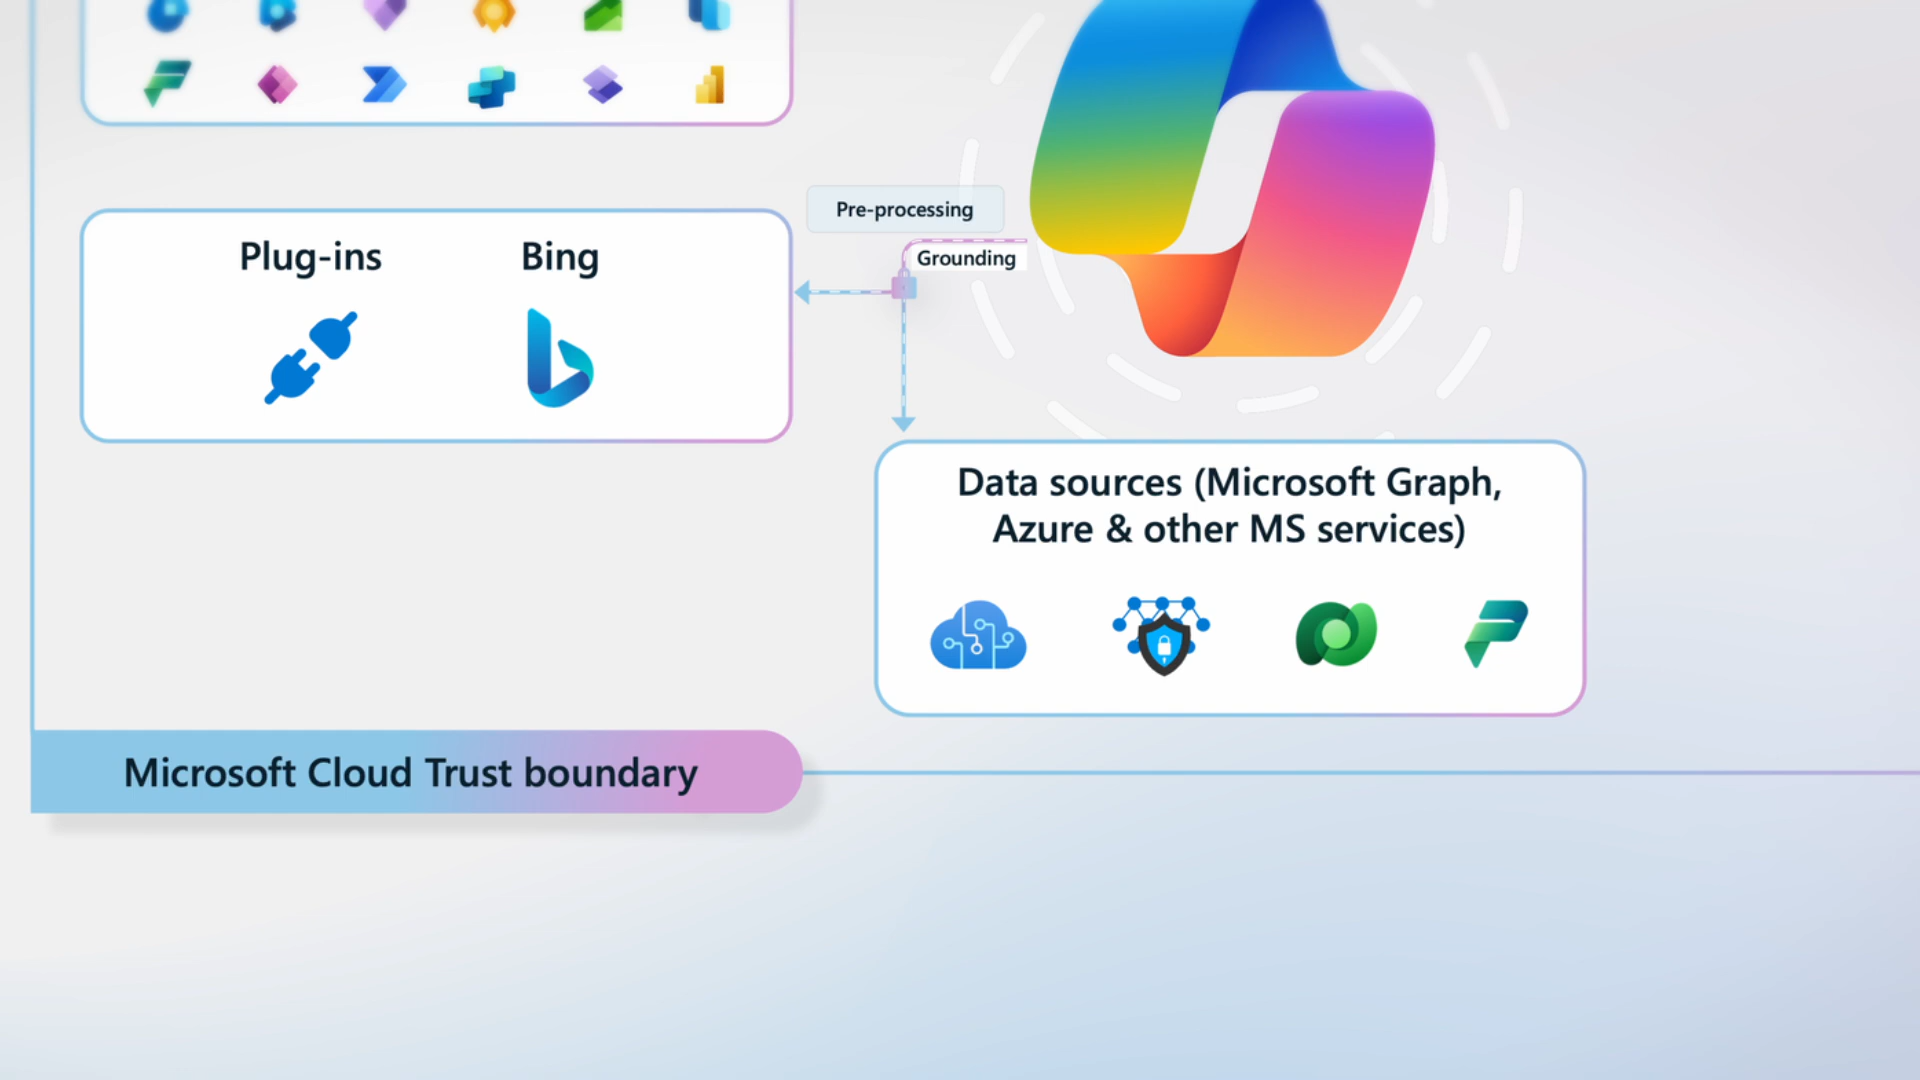 Pre-processing
Grounding
Plug-ins
Bing
Data sources (Microsoft Graph,
Azure & other MS services)
Microsoft Cloud Trust boundary